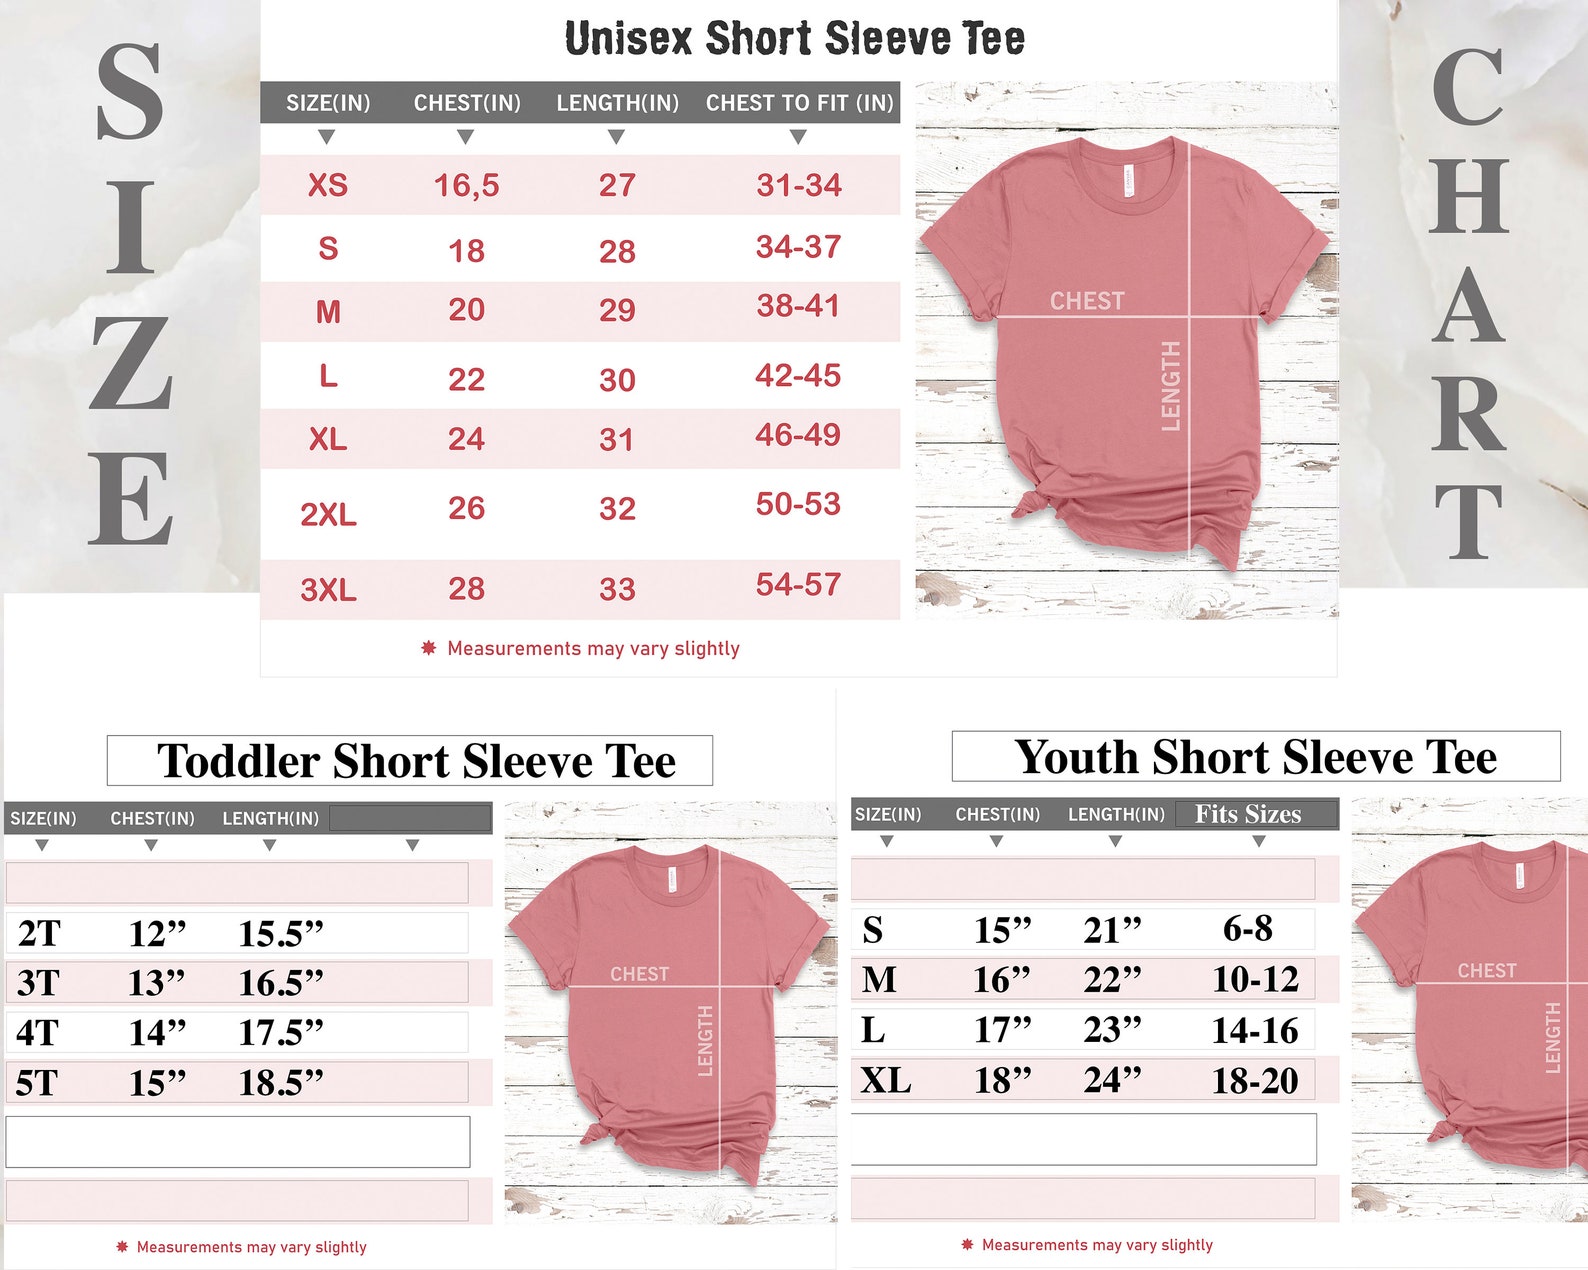 SIZE
CHART
Unisex Short Sleeve Tee
SIZE(IN) CHEST(IN) LENGTH(IN) CHEST TO FIT (IN)
XS 16,5 27 31-34
S 18 28 34-37
M 20 29 38-41
L 22 30 42-45
XL 24 31 46-49
2XL 26 32 50-53
3XL 28 33 54-57
✸ Measurements may vary slightly
CHEST
LENGTH
Toddler Short Sleeve Tee
SIZE(IN) CHEST(IN) LENGTH(IN)
2T 12” 15.5”
3T 13” 16.5”
4T 14” 17.5”
5T 15” 18.5”
✸ Measurements may vary slightly
CHEST
LENGTH
Youth Short Sleeve Tee
SIZE(IN) CHEST(IN) LENGTH(IN) Fits Sizes
S 15” 21” 6-8
M 16” 22” 10-12
L 17” 23” 14-16
XL 18” 24” 18-20
✸ Measurements may vary slightly
CHEST
LENGTH